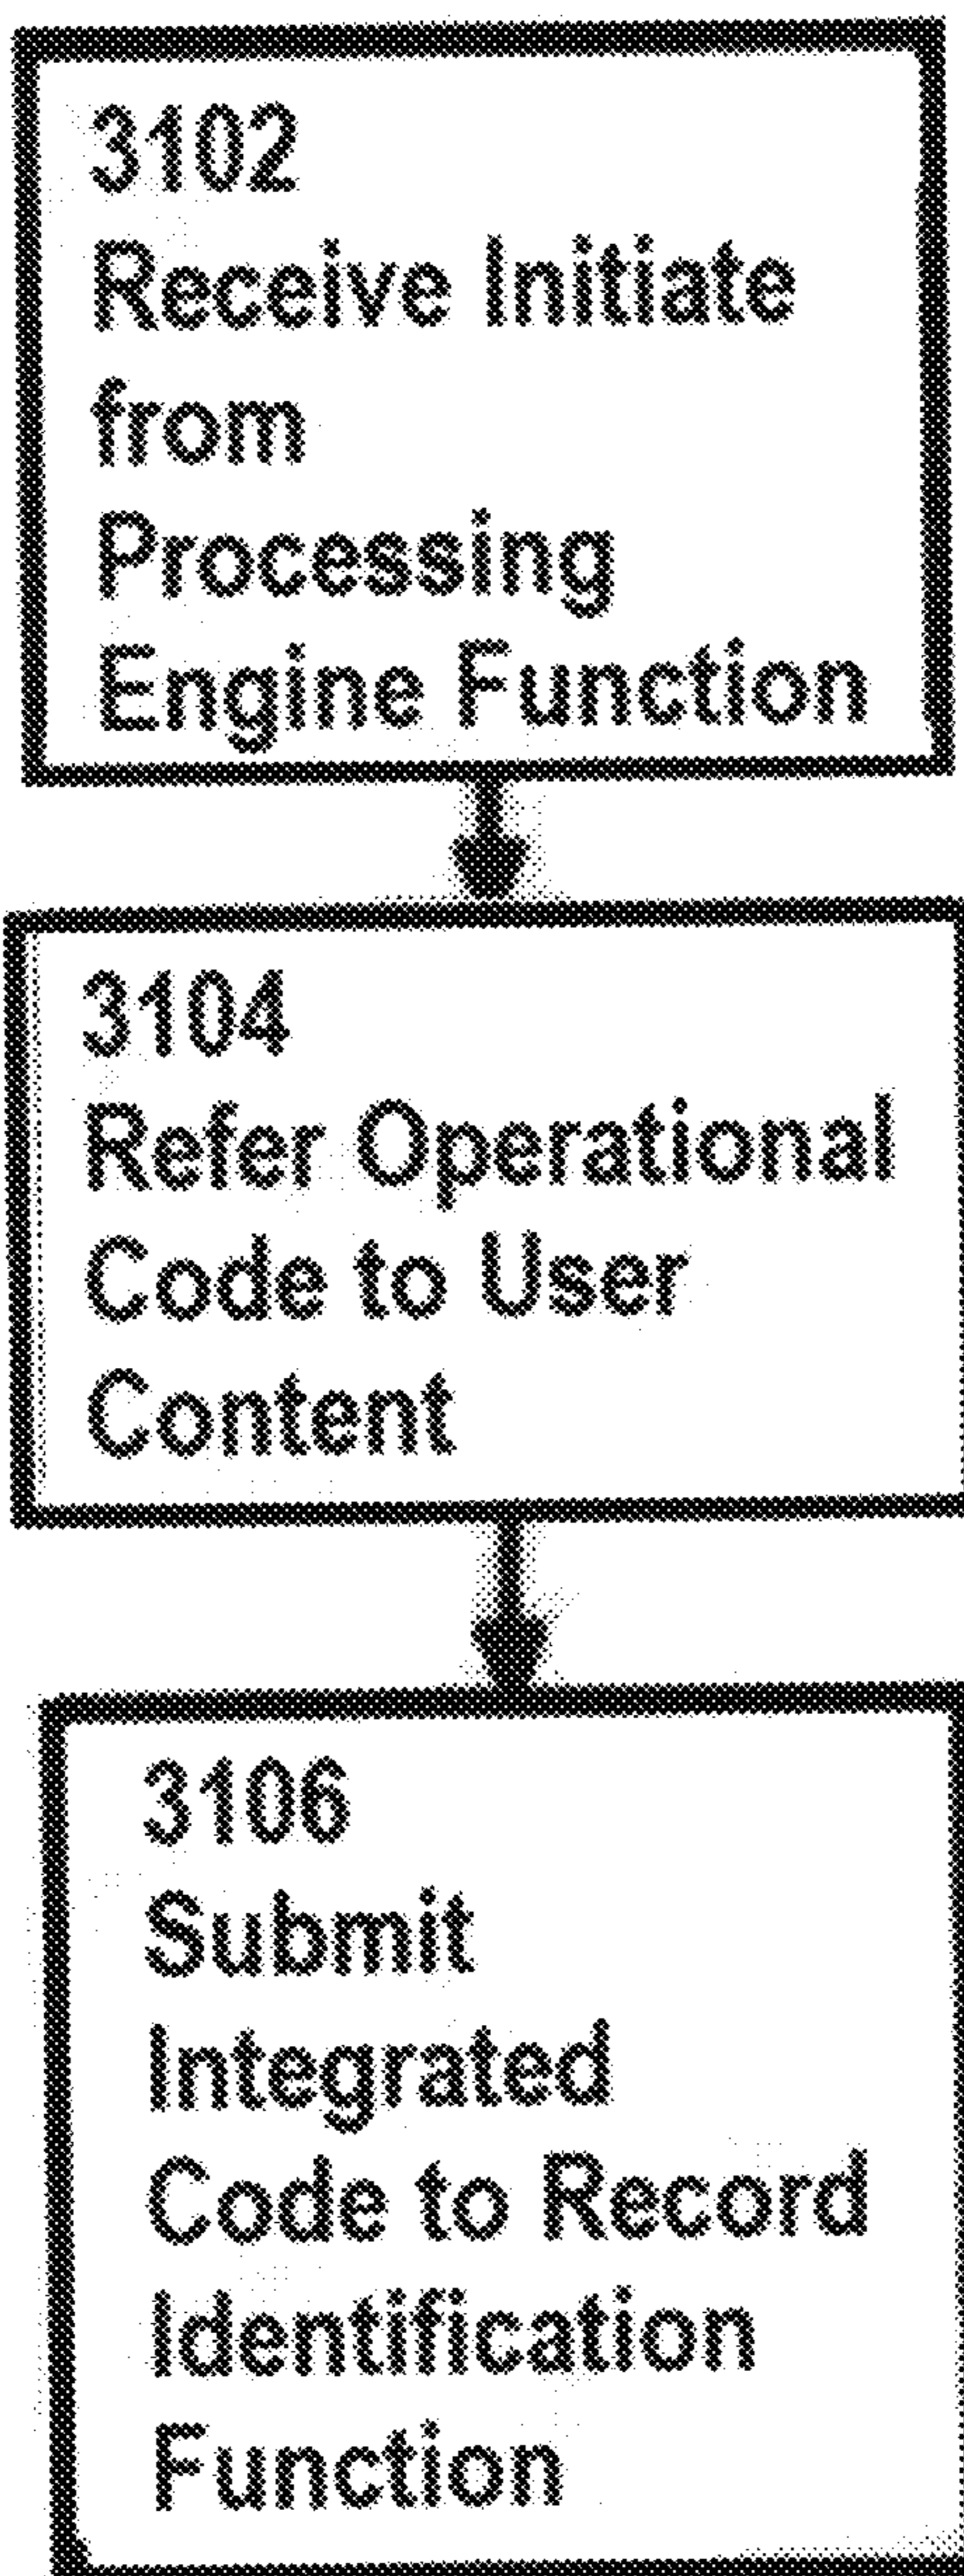 3102
Receive Initiate
from
Processing
Engine Function
3104
Refer Operational
Code to User
Content
3106
Submit
Integrated
Code to Record
Identification
Function